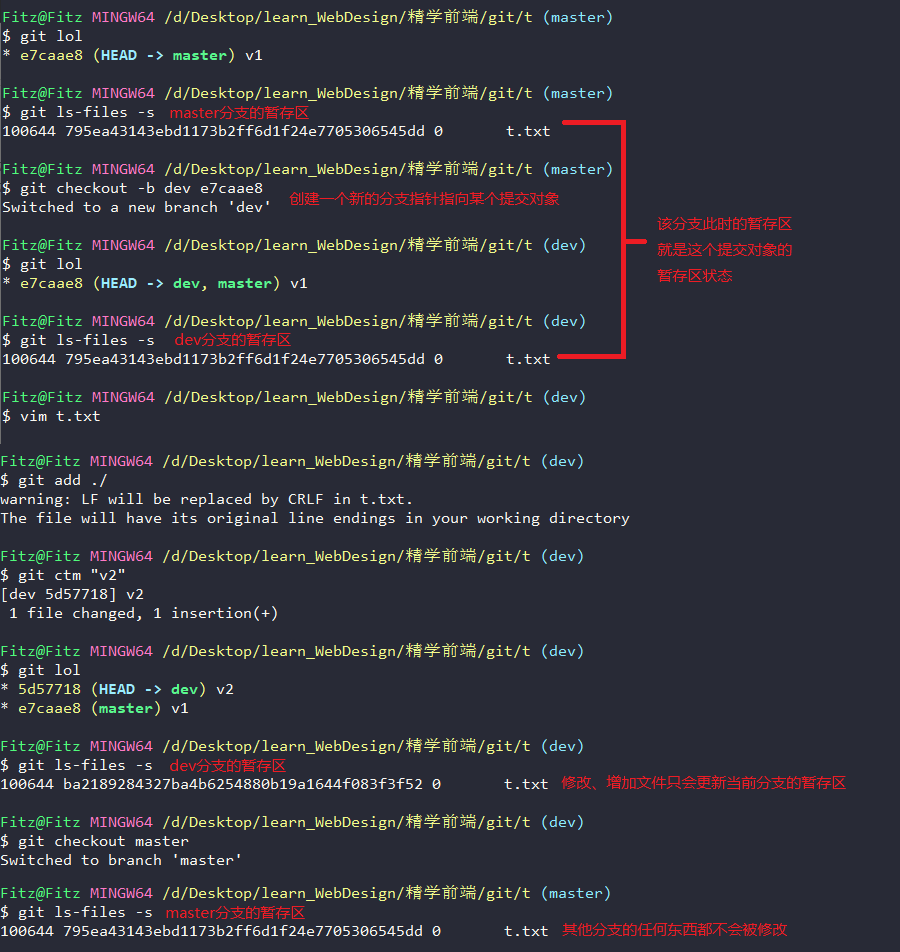 Fitz@Fitz MINGW64 /d/Desktop/learn_WebDesign/精学前端/git/t (master)
$ git lol
* e7caae8 (HEAD -> master) v1
Fitz@Fitz MINGW64 /d/Desktop/learn_WebDesign/精学前端/git/t (master)
$ git ls-files -s master分支的暂存区
100644 795ea43143ebd1173b2ff6d1f24e7705306545dd 0 t.txt
Fitz@Fitz MINGW64 /d/Desktop/learn_WebDesign/精学前端/git/t (master)
$ git checkout -b dev e7caae8
Switched to a new branch 'dev' 创建一个新的分支指针指向某个提交对象
该分支此时的暂存区
就是这个提交对象的
暂存区状态
Fitz@Fitz MINGW64 /d/Desktop/learn_WebDesign/精学前端/git/t (dev)
$ git lol
* e7caae8 (HEAD -> dev, master) v1
Fitz@Fitz MINGW64 /d/Desktop/learn_WebDesign/精学前端/git/t (dev)
$ git ls-files -s dev分支的暂存区
100644 795ea43143ebd1173b2ff6d1f24e7705306545dd 0 t.txt
Fitz@Fitz MINGW64 /d/Desktop/learn_WebDesign/精学前端/git/t (dev)
$ vim t.txt
Fitz@Fitz MINGW64 /d/Desktop/learn_WebDesign/精学前端/git/t (dev)
$ git add ./
warning: LF will be replaced by CRLF in t.txt.
The file will have its original line endings in your working directory
Fitz@Fitz MINGW64 /d/Desktop/learn_WebDesign/精学前端/git/t (dev)
$ git ctm "v2"
[dev 5d57718] v2
1 file changed, 1 insertion(+)
Fitz@Fitz MINGW64 /d/Desktop/learn_WebDesign/精学前端/git/t (dev)
$ git lol
* 5d57718 (HEAD -> dev) v2
* e7caae8 (master) v1
Fitz@Fitz MINGW64 /d/Desktop/learn_WebDesign/精学前端/git/t (dev)
$ git ls-files -s dev分支的暂存区
100644 ba2189284327ba4b6254880b19a1644f083f3f52 0 t.txt 修改、增加文件只会更新当前分支的暂存区
Fitz@Fitz MINGW64 /d/Desktop/learn_WebDesign/精学前端/git/t (dev)
$ git checkout master
Switched to branch 'master'
Fitz@Fitz MINGW64 /d/Desktop/learn_WebDesign/精学前端/git/t (master)
$ git ls-files -s master分支的暂存区
100644 795ea43143ebd1173b2ff6d1f24e7705306545dd 0 t.txt 其他分支的任何东西都不会被修改